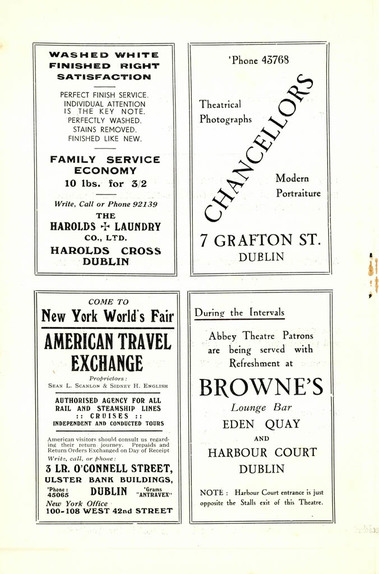 WASHED WHITE
FINISHED RIGHT
SATISFACTION
PERFECT FINISH SERVICE.
INDIVIDUAL ATTENTION
IS THE KEY NOTE.
PERFECTLY WASHED.
STAINS REMOVED.
FINISHED LIKE NEW.
FAMILY SERVICE
ECONOMY
10 lbs. for 3/2
Write, Call or Phone 92139
THE
HAROLDS ✣ LAUNDRY
CO., LTD.
HAROLDS CROSS
DUBLIN
'Phone 43768
Theatrical
Photographs
CHANCELLORS
Modern
Portraiture
7 GRAFTON ST.
DUBLIN
COME TO
New York World's Fair
AMERICAN TRAVEL
EXCHANGE
Proprietors:
SEAN L. SCANLON & SIDNEY H. ENGLISH
AUTHORISED AGENCY FOR ALL
RAIL AND STEAMSHIP LINES
:: CRUISES ::
INDEPENDENT AND CONDUCTED TOURS
American visitors should consult us regard-
ing their return journey. Prepaids and
Return Orders Exchanged on Day of Receipt
Write, call, or phone:
3 LR. O'CONNELL STREET,
ULSTER BANK BUILDINGS,
'Phone: 45065 DUBLIN 'Grams "ANTRAVEX"
New York Office
100-108 WEST 42nd STREET
During the Intervals
Abbey Theatre Patrons
are being served with
Refreshment at
BROWNE'S
Lounge Bar
EDEN QUAY
AND
HARBOUR COURT
DUBLIN
NOTE : Harbour Court entrance is just
opposite the Stalls exit of this Theatre.